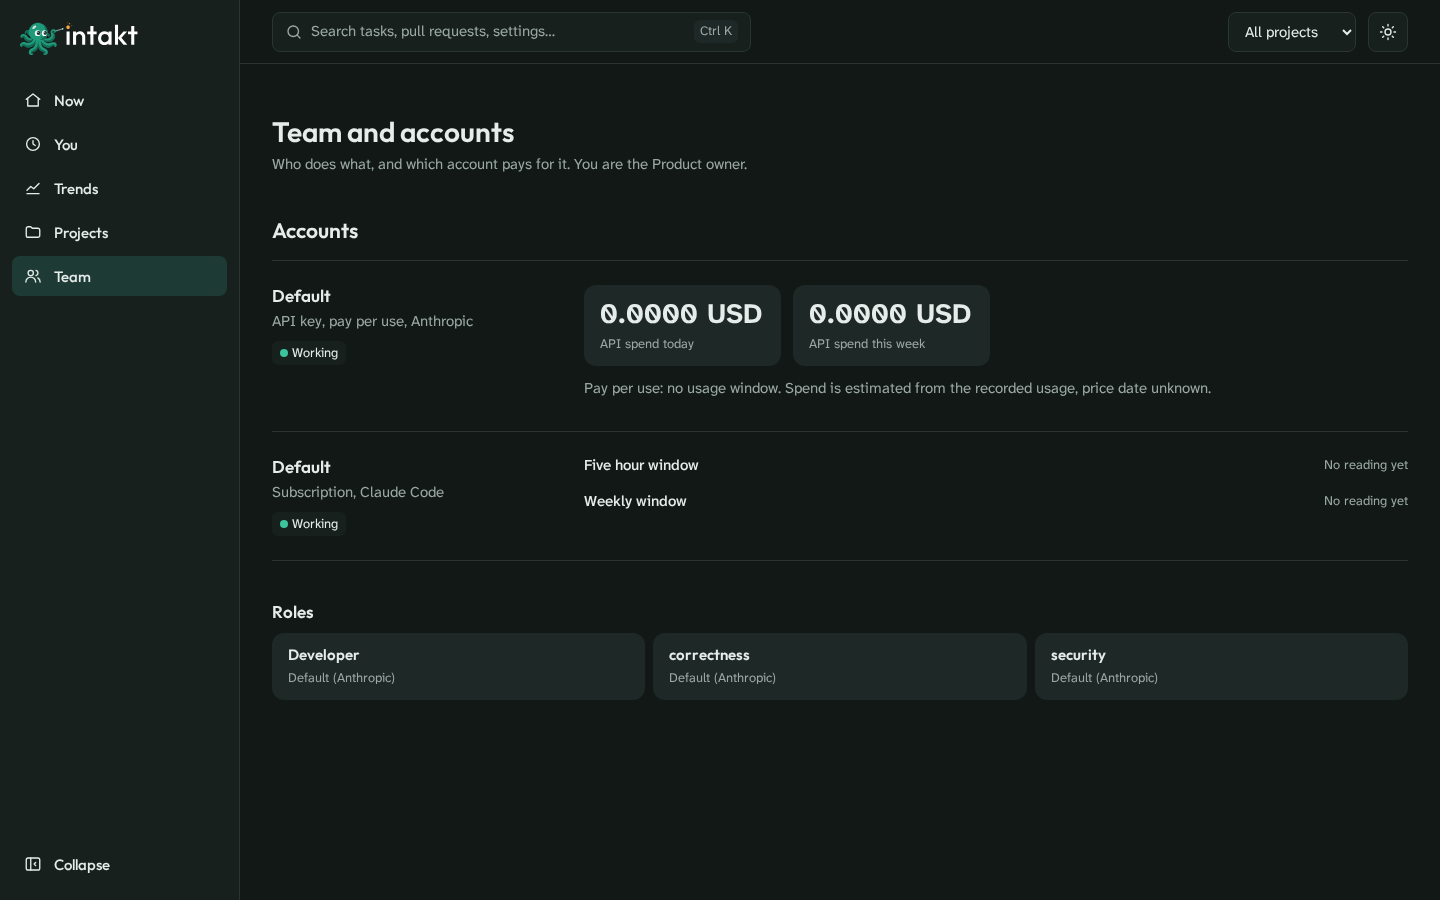 intakt
Search tasks, pull requests, settings...
Ctrl K
All projects
Now
You
Trends
Projects
Team
Collapse
Team and accounts
Who does what, and which account pays for it. You are the Product owner.
Accounts
Default
API key, pay per use, Anthropic
Working
0.0000 USD
API spend today
0.0000 USD
API spend this week
Pay per use: no usage window. Spend is estimated from the recorded usage, price date unknown.
Default
Subscription, Claude Code
Working
Five hour window
No reading yet
Weekly window
No reading yet
Roles
Developer
Default (Anthropic)
correctness
Default (Anthropic)
security
Default (Anthropic)